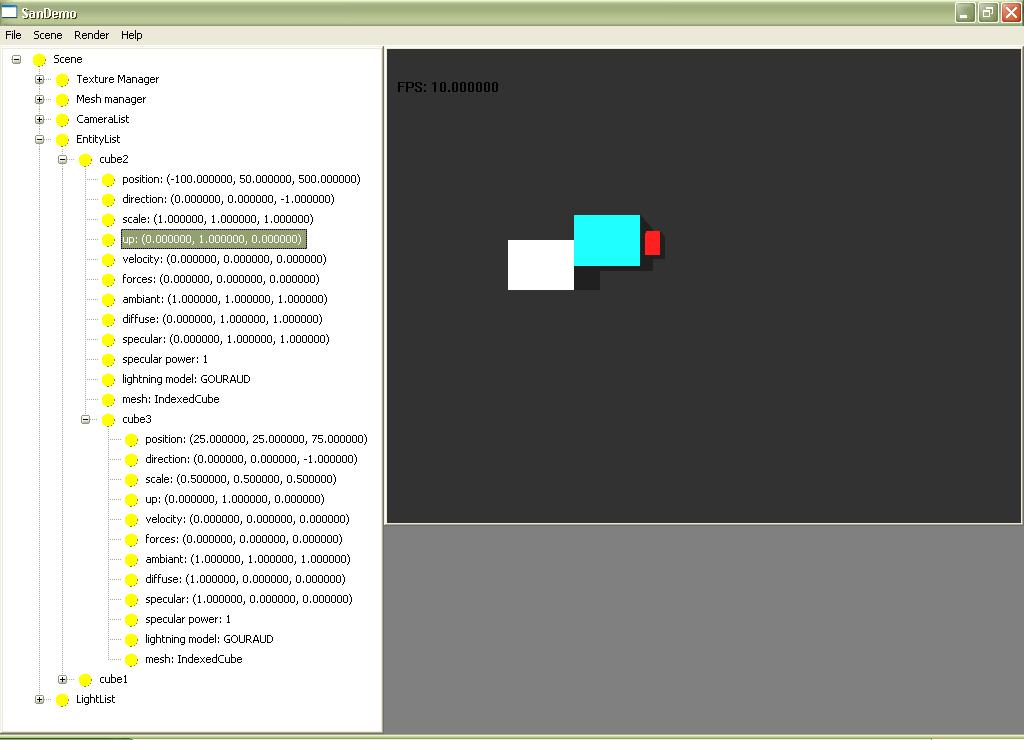 SanDemo
File Scene Render Help
Scene
Texture Manager
Mesh manager
CameraList
EntityList
cube2
position: (-100.000000, 50.000000, 500.000000)
direction: (0.000000, 0.000000, -1.000000)
scale: (1.000000, 1.000000, 1.000000)
up: (0.000000, 1.000000, 0.000000)
velocity: (0.000000, 0.000000, 0.000000)
forces: (0.000000, 0.000000, 0.000000)
ambiant: (1.000000, 1.000000, 1.000000)
diffuse: (0.000000, 1.000000, 1.000000)
specular: (0.000000, 1.000000, 1.000000)
specular power: 1
lightning model: GOURAUD
mesh: IndexedCube
cube3
position: (25.000000, 25.000000, 75.000000)
direction: (0.000000, 0.000000, -1.000000)
scale: (0.500000, 0.500000, 0.500000)
up: (0.000000, 1.000000, 0.000000)
velocity: (0.000000, 0.000000, 0.000000)
forces: (0.000000, 0.000000, 0.000000)
ambiant: (1.000000, 1.000000, 1.000000)
diffuse: (1.000000, 0.000000, 0.000000)
specular: (1.000000, 0.000000, 0.000000)
specular power: 1
lightning model: GOURAUD
mesh: IndexedCube
cube1
LightList
FPS: 10.000000